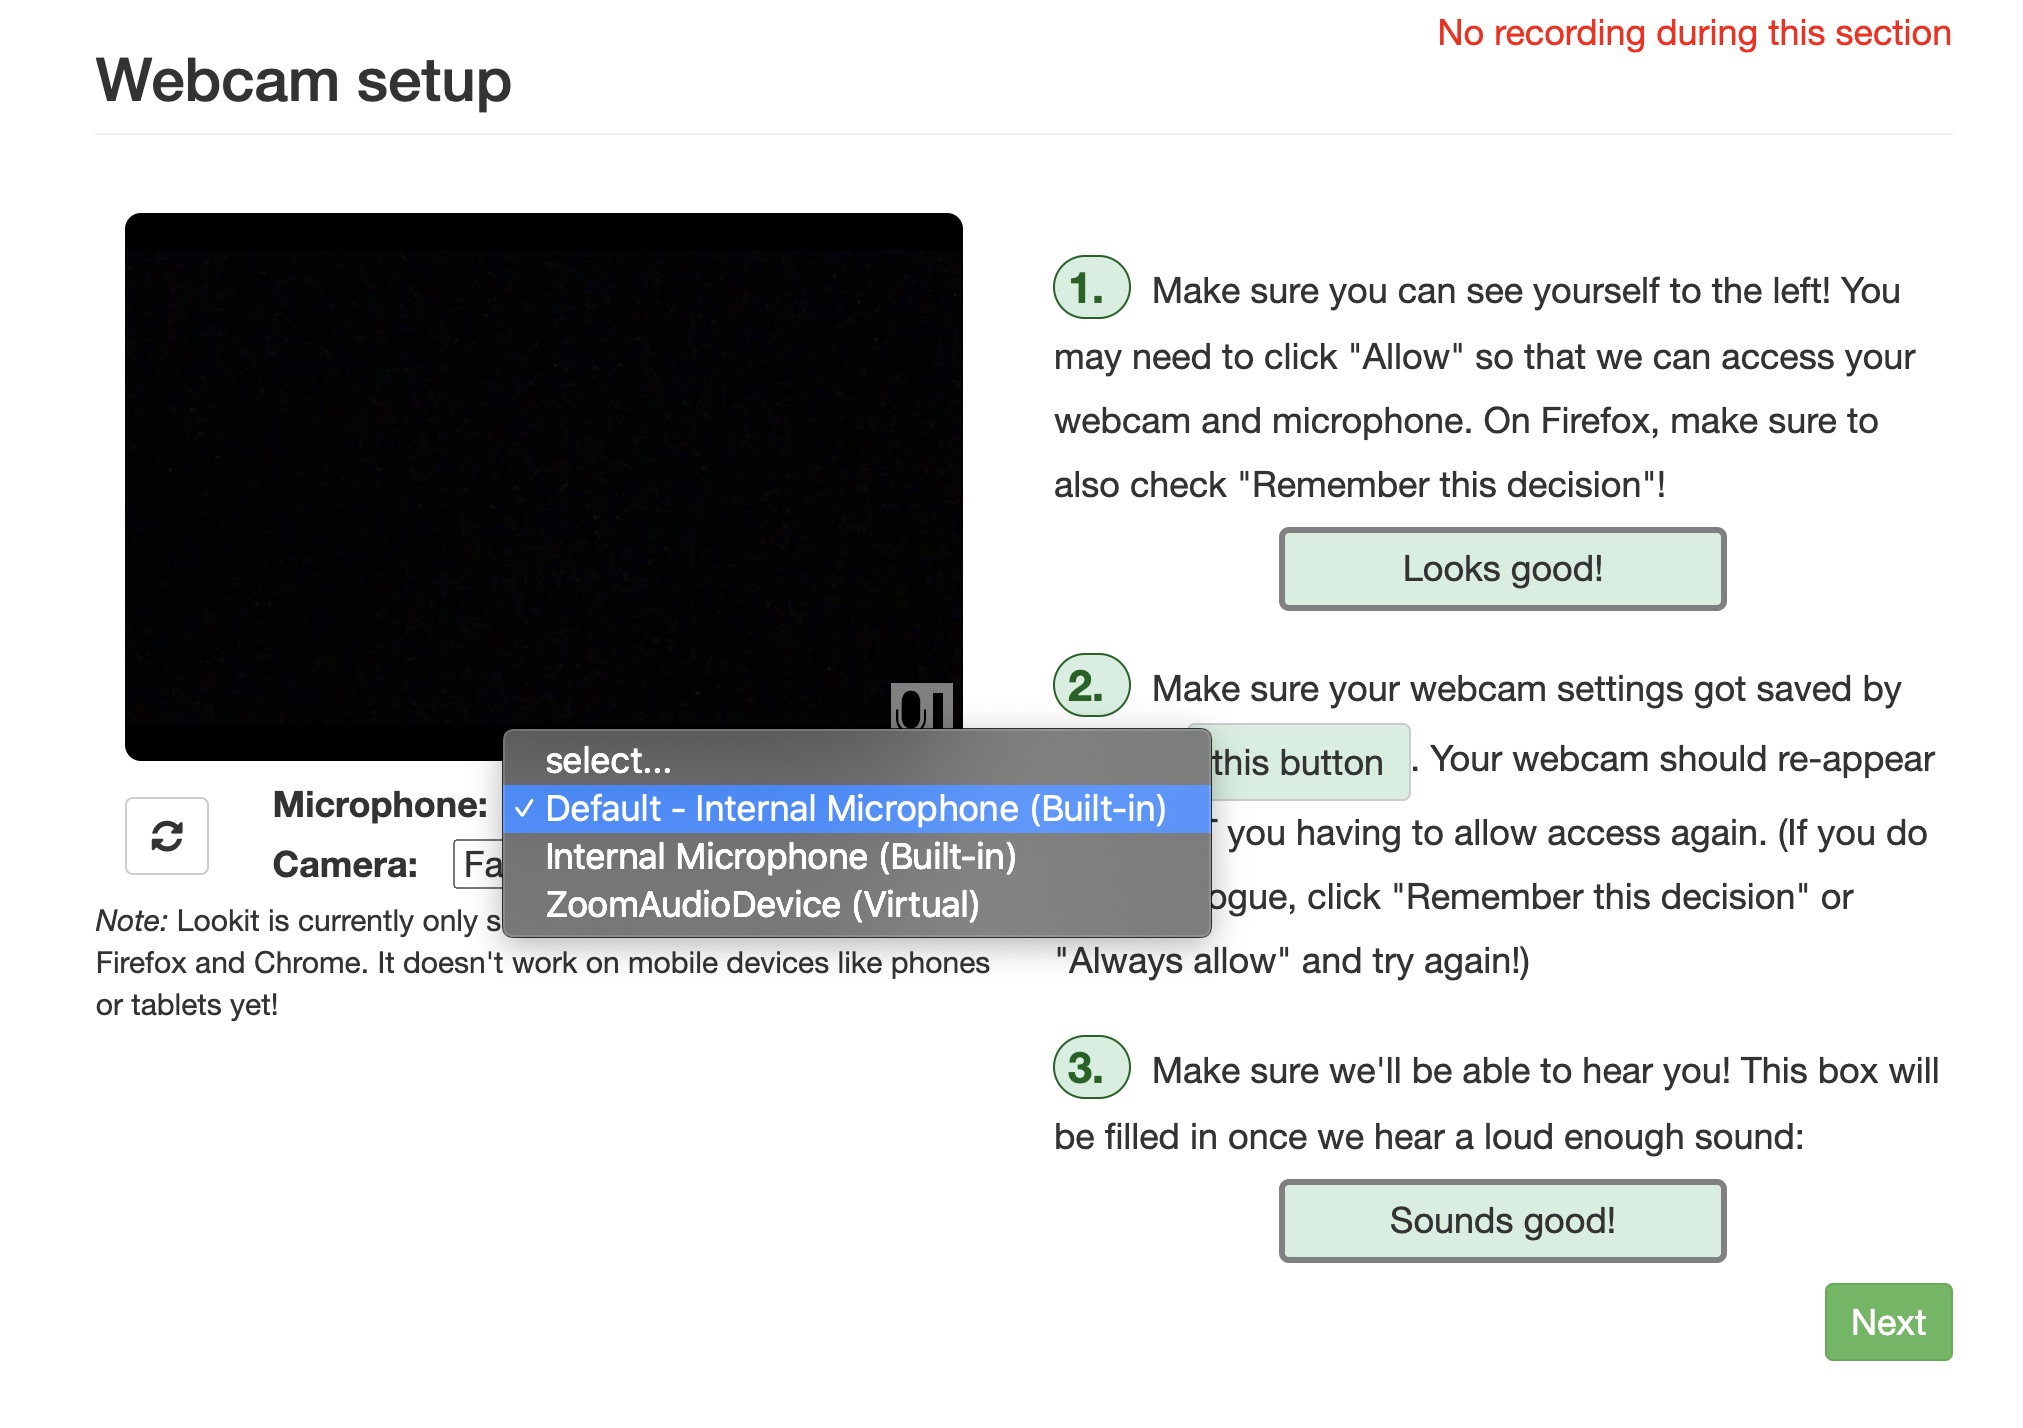 No recording during this section
Webcam setup
1. Make sure you can see yourself to the left! You
may need to click "Allow" so that we can access your
webcam and microphone. On Firefox, make sure to
also check "Remember this decision"!
Looks good!
2. Make sure your webcam settings got saved by
this button . Your webcam should re-appear
you having to allow access again. (If you do
click "Remember this decision" or
"Always allow" and try again!)
3. Make sure we'll be able to hear you! This box will
be filled in once we hear a loud enough sound:
Sounds good!
Next
Microphone:
select...
✓ Default - Internal Microphone (Built-in)
Internal Microphone (Built-in)
ZoomAudioDevice (Virtual)
Camera: Fa
Note: Lookit is currently only s
Firefox and Chrome. It doesn't work on mobile devices like phones
or tablets yet!